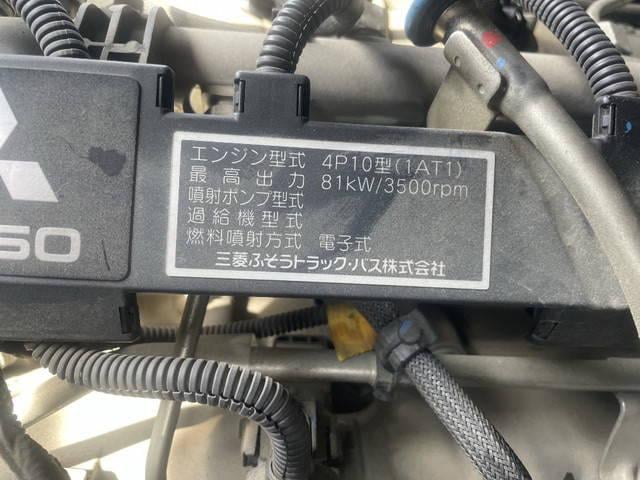 エンジン型式 4P10型(1AT1)
最高出力 81kW/3500rpm
噴射ポンプ型式
過給機型式
燃料噴射方式 電子式
三菱ふそうトラック・バス株式会社